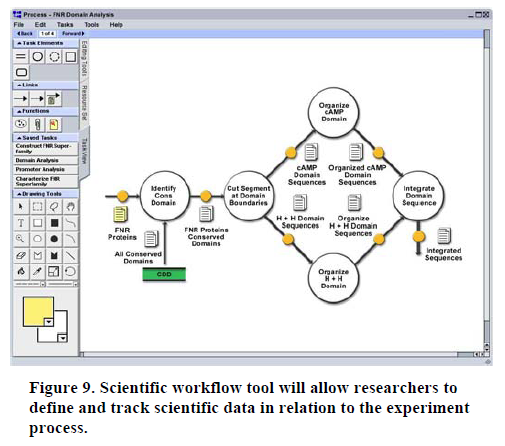 Process - FNR Domain Analysis
File Edit Tasks Tools Help
Back 1 of 4 Forward
Task Elements
Links
Functions
Saved Tasks
Construct FNR Super-
family
Domain Analysis
Promoter Analysis
Characterize FNR
Superfamily
Drawing Tools
T
Editing Tools
Resource Set
Task View
Organize
cAMP
Domain
cAMP
Domain
Sequences
Organized cAMP
Domain
Sequences
Identify
Cons
Domain
Cut Segment
at Domain
Boundaries
Integrate
Domain
Sequence
FNR
Proteins
All Conserved
Domains
CDD
FNR Proteins
Conserved
Domains
H + H Domain
Sequences
Organize
H + H Domain
Sequences
Integrated
Sequences
Organize
H + H
Domain
Figure 9. Scientific workflow tool will allow researchers to
define and track scientific data in relation to the experiment
process.